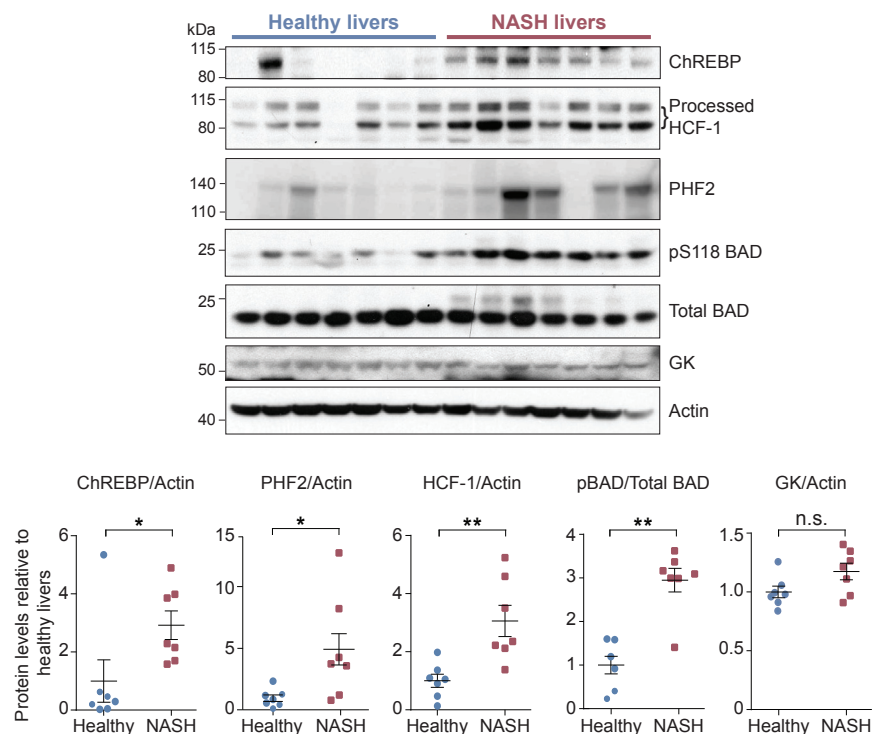 Healthy livers NASH livers
kDa
115
80
ChREBP
115
80
Processed
HCF-1
}
140
110
PHF2
25
pS118 BAD
25
Total BAD
50
GK
40
Actin
ChREBP/Actin PHF2/Actin HCF-1/Actin pBAD/Total BAD GK/Actin
Protein levels relative to
healthy livers
6
4
2
0
*
Healthy NASH
15
10
5
0
*
Healthy NASH
6
4
2
0
**
Healthy NASH
4
3
2
1
0
**
Healthy NASH
1.5
1.0
0.5
0
n.s.
Healthy NASH